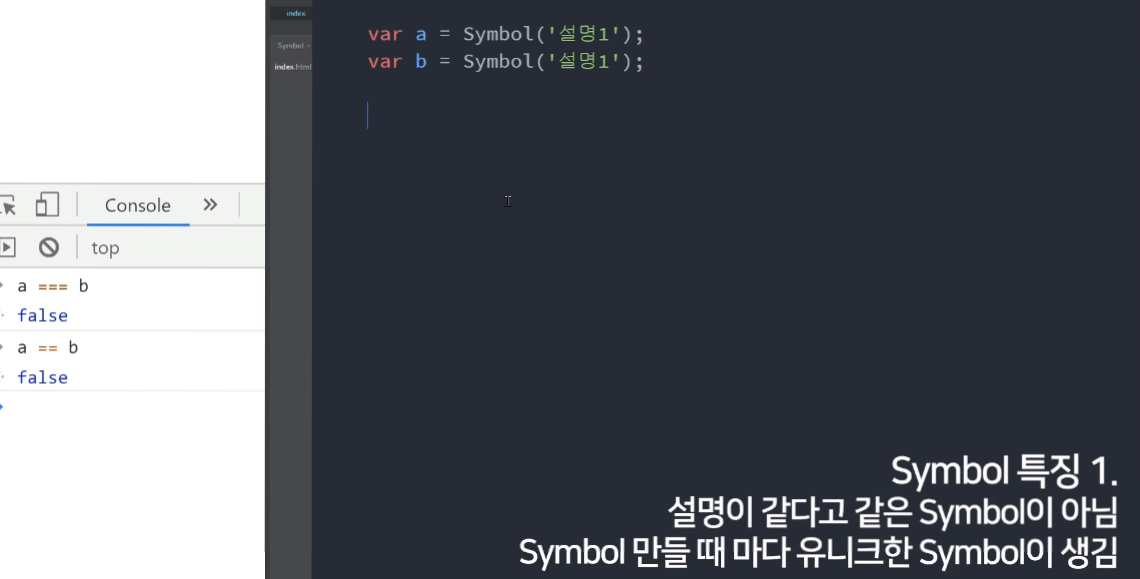 index
Symbol
index.html
var a = Symbol('설명1');
var b = Symbol('설명1');
Console
top
a === b
false
a == b
false
Symbol 특징 1.
설명이 같다고 같은 Symbol이 아님
Symbol 만들 때 마다 유니크한 Symbol이 생김